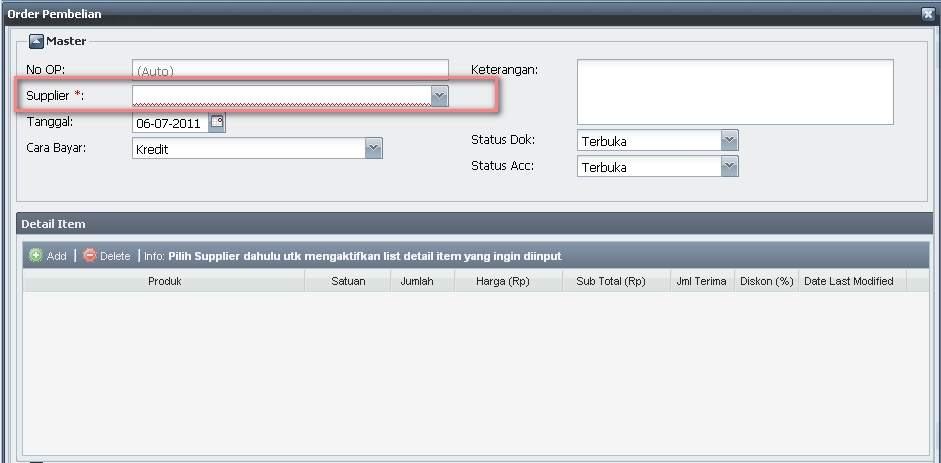 Order Pembelian
Master
No OP: (Auto)
Supplier *:
Tanggal: 06-07-2011
Cara Bayar: Kredit
Keterangan:
Status Dok: Terbuka
Status Acc: Terbuka
Detail Item
Add | Delete | Info: Pilih Supplier dahulu utk mengaktifkan list detail item yang ingin diinput
Produk Satuan Jumlah Harga (Rp) Sub Total (Rp) Jml Terima Diskon (%) Date Last Modified